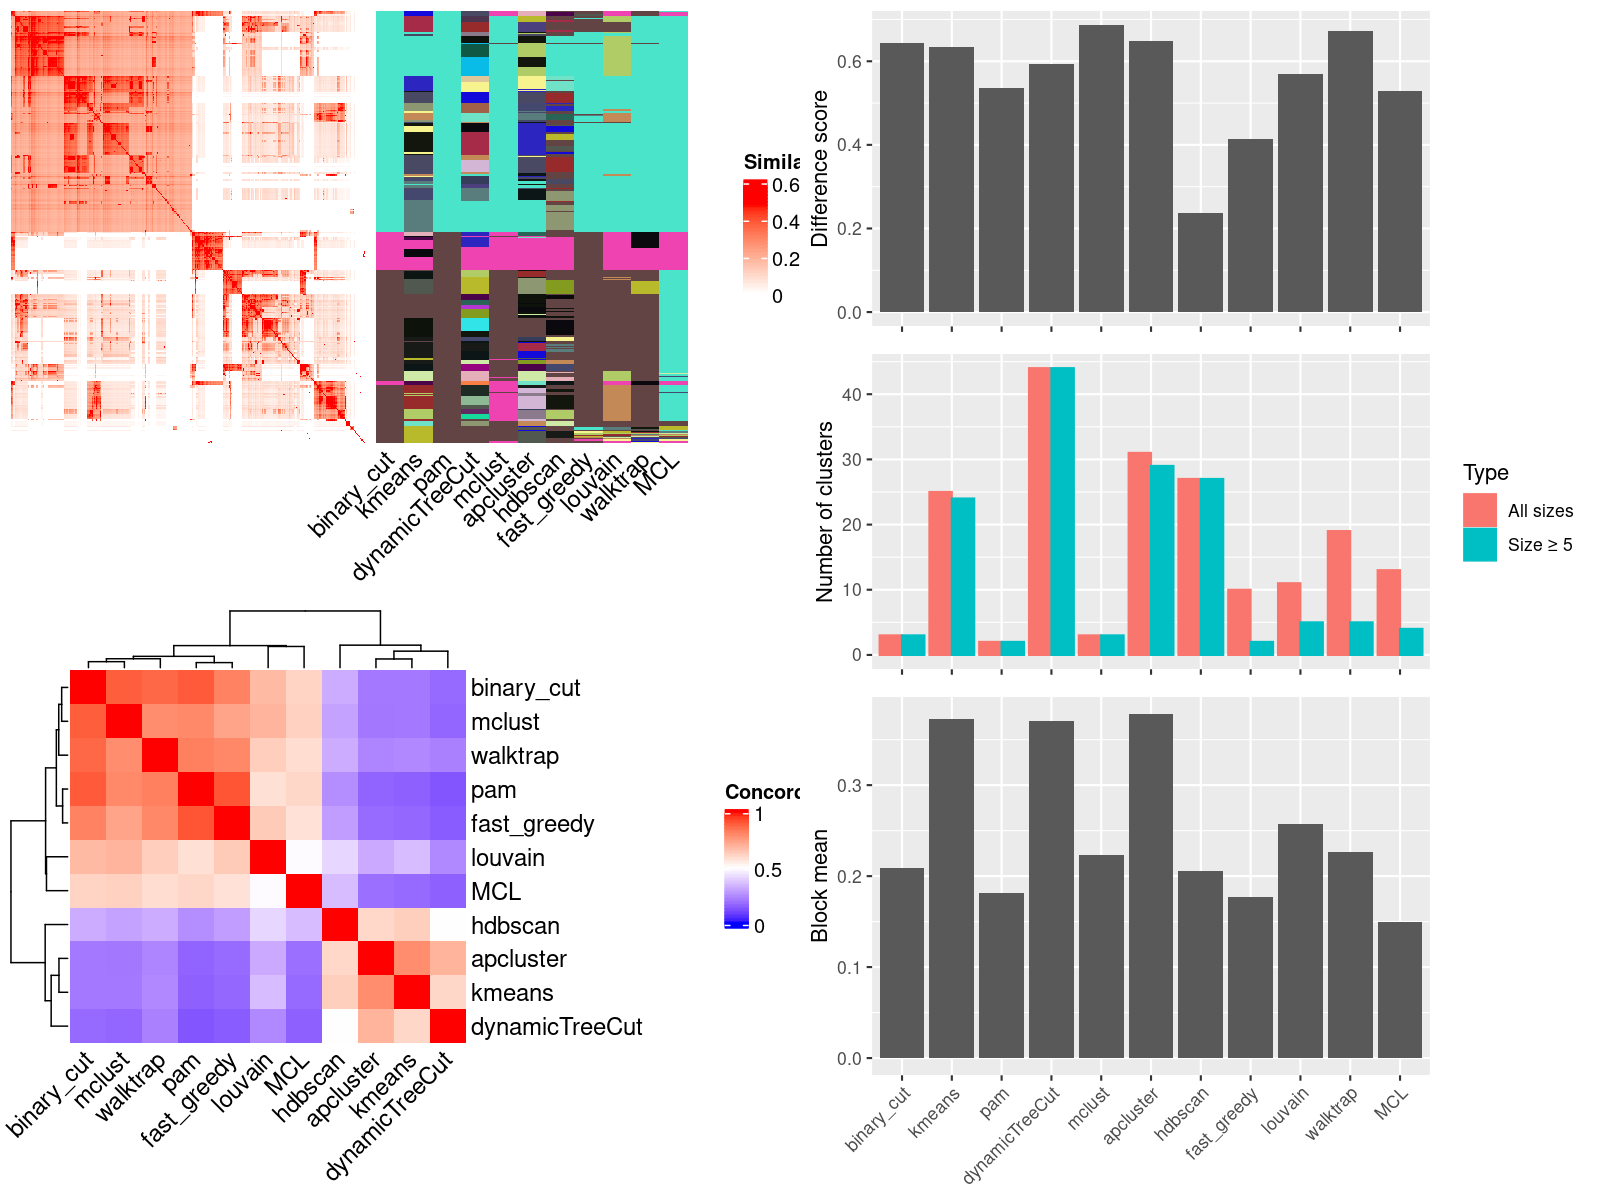 Simila
0.6
0.4
0.2
0
binary_cut
kmeans
pam
dynamicTreeCut
mclust
apcluster
hdbscan
fast_greedy
louvain
walktrap
MCL
Difference score
0.6
0.4
0.2
0.0
Number of clusters
40
30
20
10
0
Type
All sizes
Size ≥ 5
binary_cut
mclust
walktrap
pam
fast_greedy
louvain
MCL
hdbscan
apcluster
kmeans
dynamicTreeCut
binary_cut
mclust
walktrap
pam
fast_greedy
louvain
MCL
hdbscan
apcluster
kmeans
dynamicTreeCut
Concord
1
0.5
0
Block mean
0.3
0.2
0.1
0.0
binary_cut
kmeans
pam
dynamicTreeCut
mclust
apcluster
hdbscan
fast_greedy
louvain
walktrap
MCL